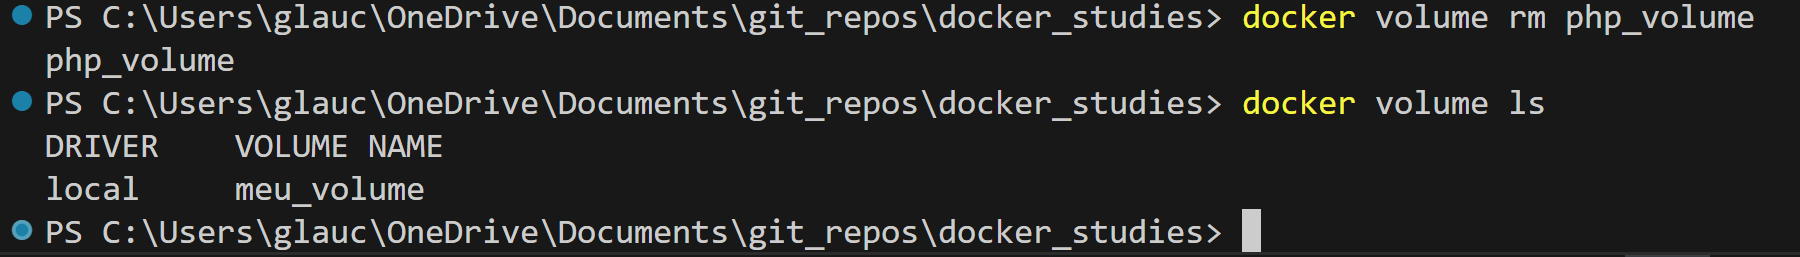 PS C:\Users\glauc\OneDrive\Documents\git_repos\docker_studies> docker volume rm php_volume
php_volume
PS C:\Users\glauc\OneDrive\Documents\git_repos\docker_studies> docker volume ls
DRIVER    VOLUME NAME
local     meu_volume
PS C:\Users\glauc\OneDrive\Documents\git_repos\docker_studies>